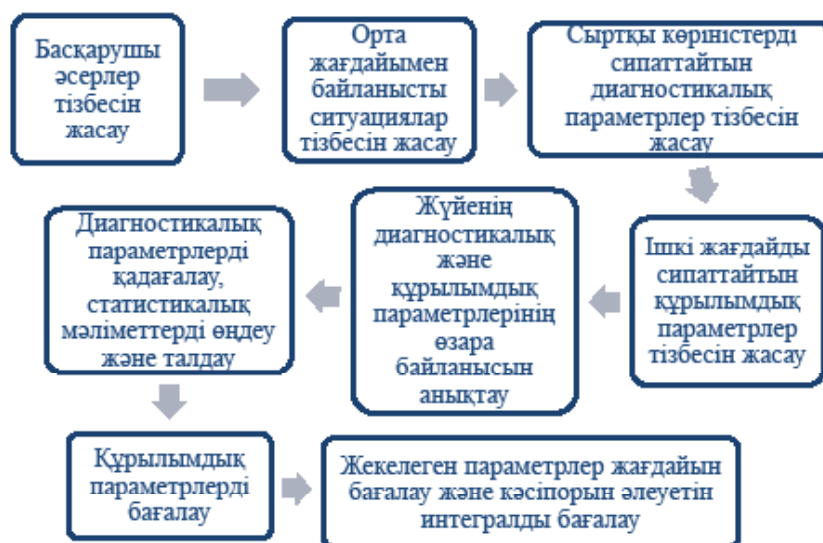 Басқарушы
әсерлер
тізбесін
жасау
Орта
жағдайымен
байланысты
ситуациялар
тізбесін жасау
Сыртқы көріністерді
сипаттайтын
диагностикалық
параметрлер тізбесін
жасау
Ішкі жағдайды
сипаттайтын
құрылымдық
параметрлер
тізбесін жасау
Жүйенің
диагностикалық
және
құрылымдық
параметрлерінің
өзара
байланысын
анықтау
Диагностикалық
параметрлерді
қадағалау,
статистикалық
мәліметтерді өңдеу
және талдау
Құрылымдық
параметрлерді
бағалау
Жекелеген параметрлер жағдайын
бағалау және кәсіпорын әлеуетін
интегралды бағалау